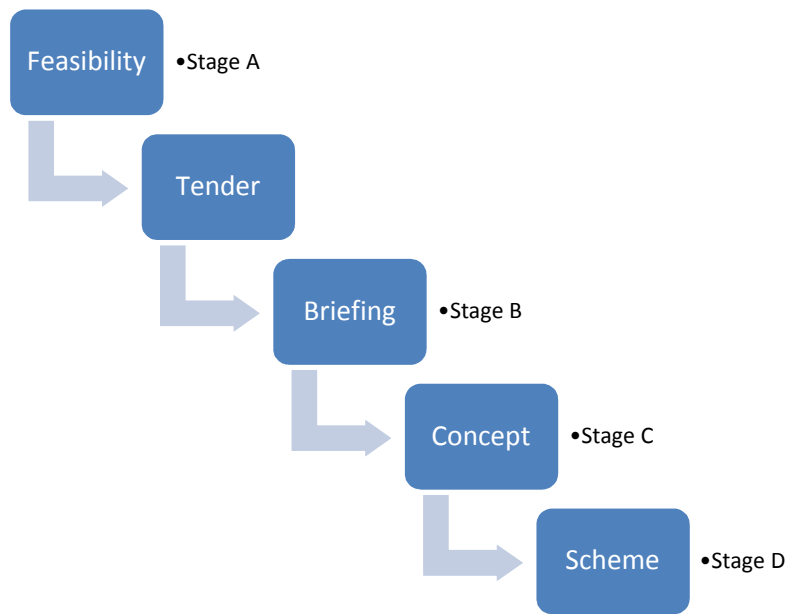 Feasibility
•Stage A
Tender
Briefing
•Stage B
Concept
•Stage C
Scheme
•Stage D